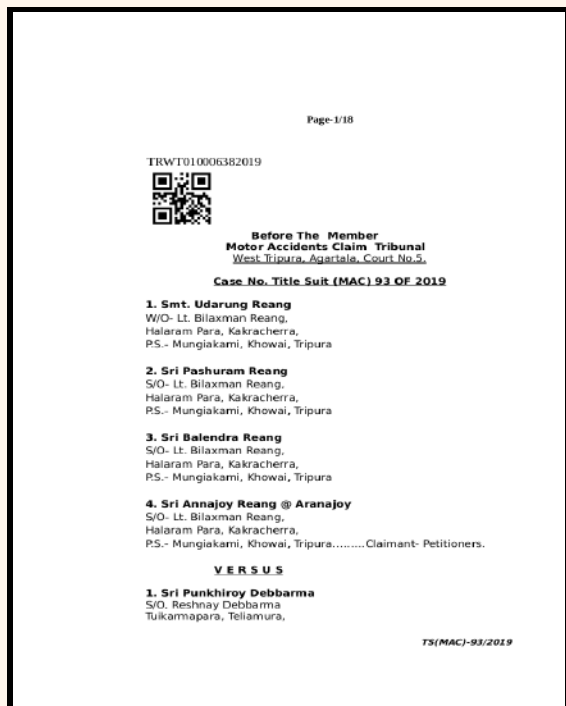 Page-1/18
TRWT010006382019
Before The Member
Motor Accidents Claim Tribunal
West Tripura, Agartala, Court No.5.
Case No. Title Suit (MAC) 93 OF 2019
1. Smt. Udarung Reang
W/O- Lt. Bilaxman Reang,
Halaram Para, Kakracherra,
P.S.- Mungiakami, Khowai, Tripura
2. Sri Pashuram Reang
S/O- Lt. Bilaxman Reang,
Halaram Para, Kakracherra,
P.S.- Mungiakami, Khowai, Tripura
3. Sri Balendra Reang
S/O- Lt. Bilaxman Reang,
Halaram Para, Kakracherra,
P.S.- Mungiakami, Khowai, Tripura
4. Sri Annajoy Reang @ Aranajoy
S/O- Lt. Bilaxman Reang,
Halaram Para, Kakracherra,
P.S.- Mungiakami, Khowai, Tripura.........Claimant- Petitioners.
V E R S U S
1. Sri Punkhiroy Debbarma
S/O. Reshnay Debbarma
Tuikarmapara, Teliamura,
TS(MAC)-93/2019